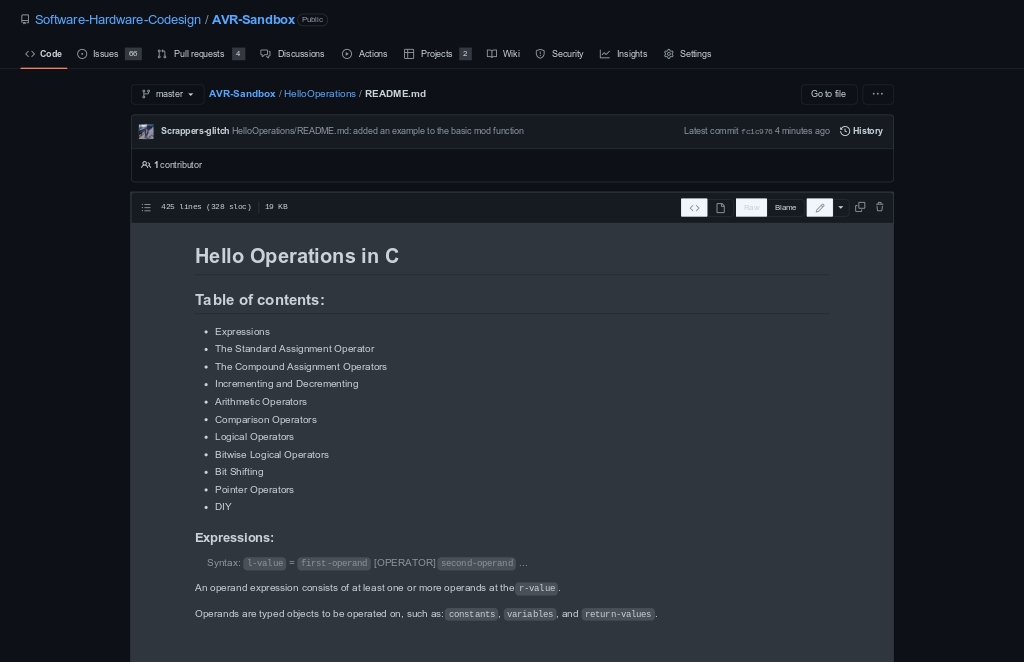 Software-Hardware-Codesign / AVR-Sandbox Public
Code Issues 66 Pull requests 4 Discussions Actions Projects 2 Wiki Security Insights Settings
master AVR-Sandbox / HelloOperations / README.md Go to file ...
Scrappers-glitch HelloOperations/README.md: added an example to the basic mod function Latest commit fc1c976 4 minutes ago History
1 contributor
425 lines (328 sloc) 19 KB <> Raw Blame
Hello Operations in C
Table of contents:
• Expressions
• The Standard Assignment Operator
• The Compound Assignment Operators
• Incrementing and Decrementing
• Arithmetic Operators
• Comparison Operators
• Logical Operators
• Bitwise Logical Operators
• Bit Shifting
• Pointer Operators
• DIY
Expressions:
Syntax: l-value = first-operand [OPERATOR] second-operand ...
An operand expression consists of at least one or more operands at the r-value.
Operands are typed objects to be operated on, such as: constants, variables, and return-values.